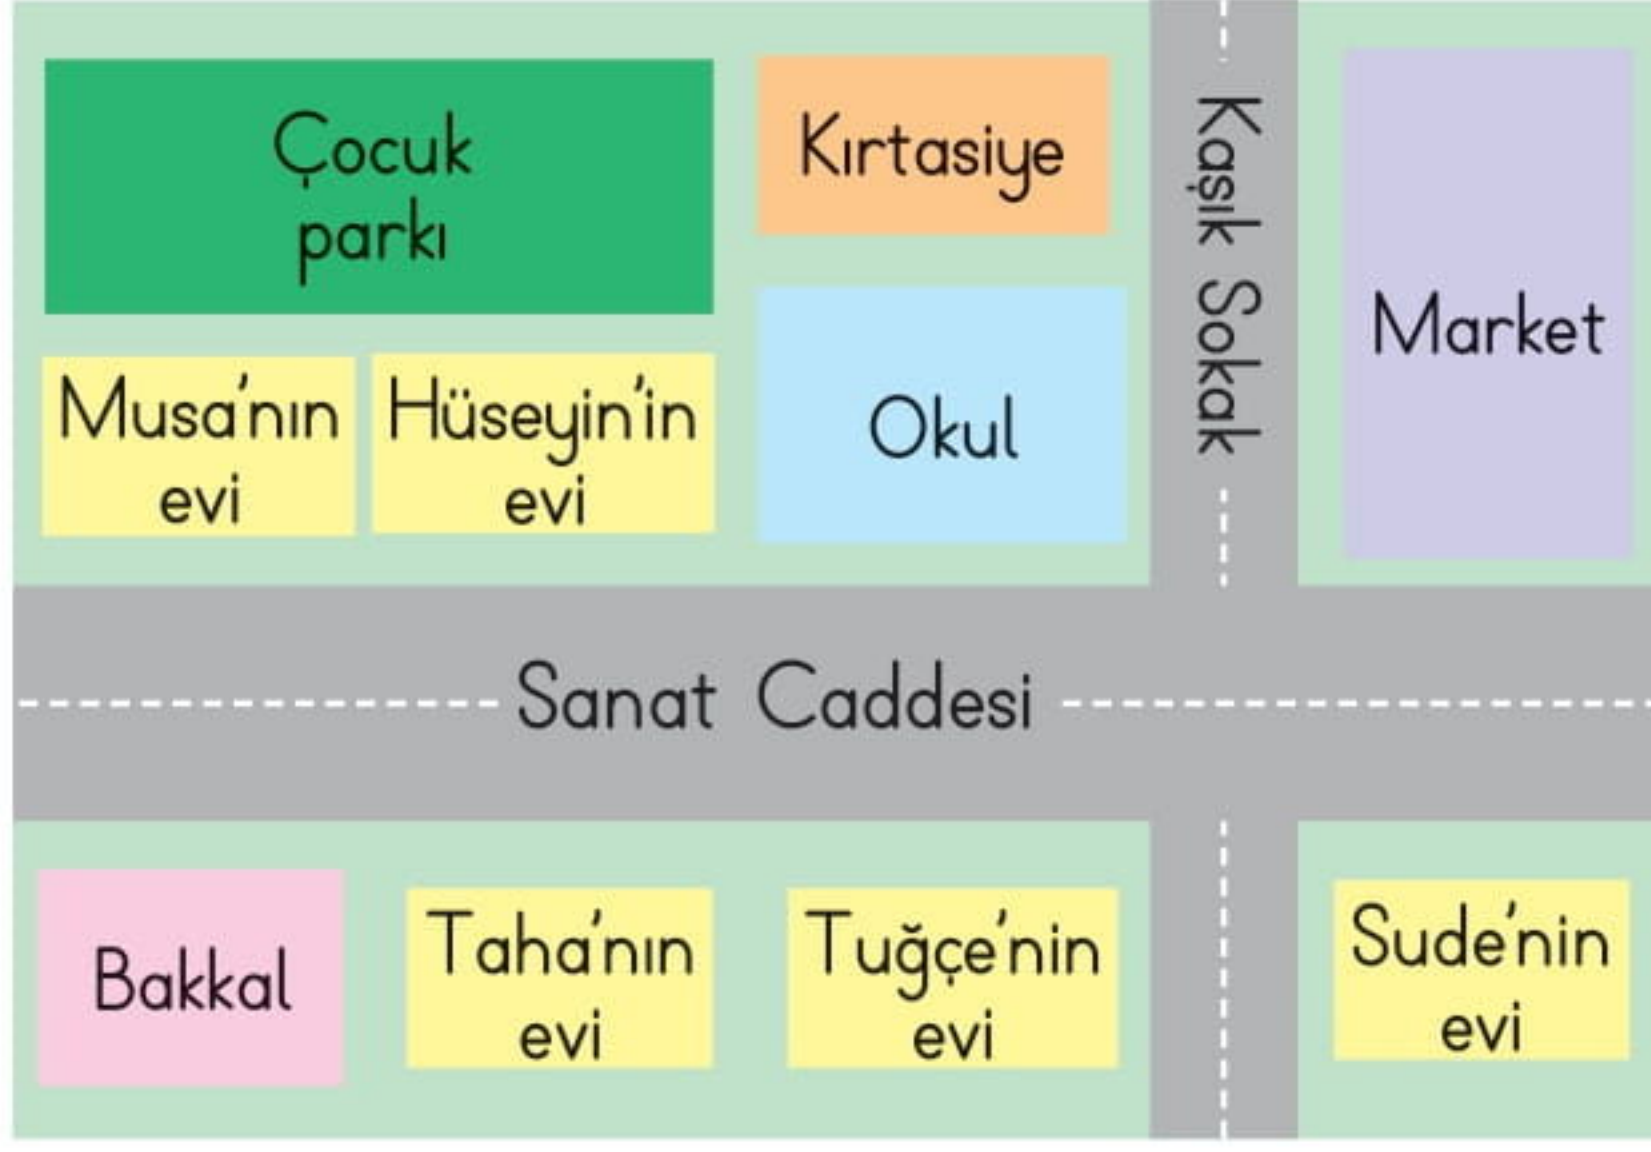 Çocuk
parkı
Kırtasiye
Kaşık Sokak
Market
Musa'nın
evi
Hüseyin'in
evi
Okul
Sanat Caddesi
Bakkal
Taha'nın
evi
Tuğçe'nin
evi
Sude'nin
evi